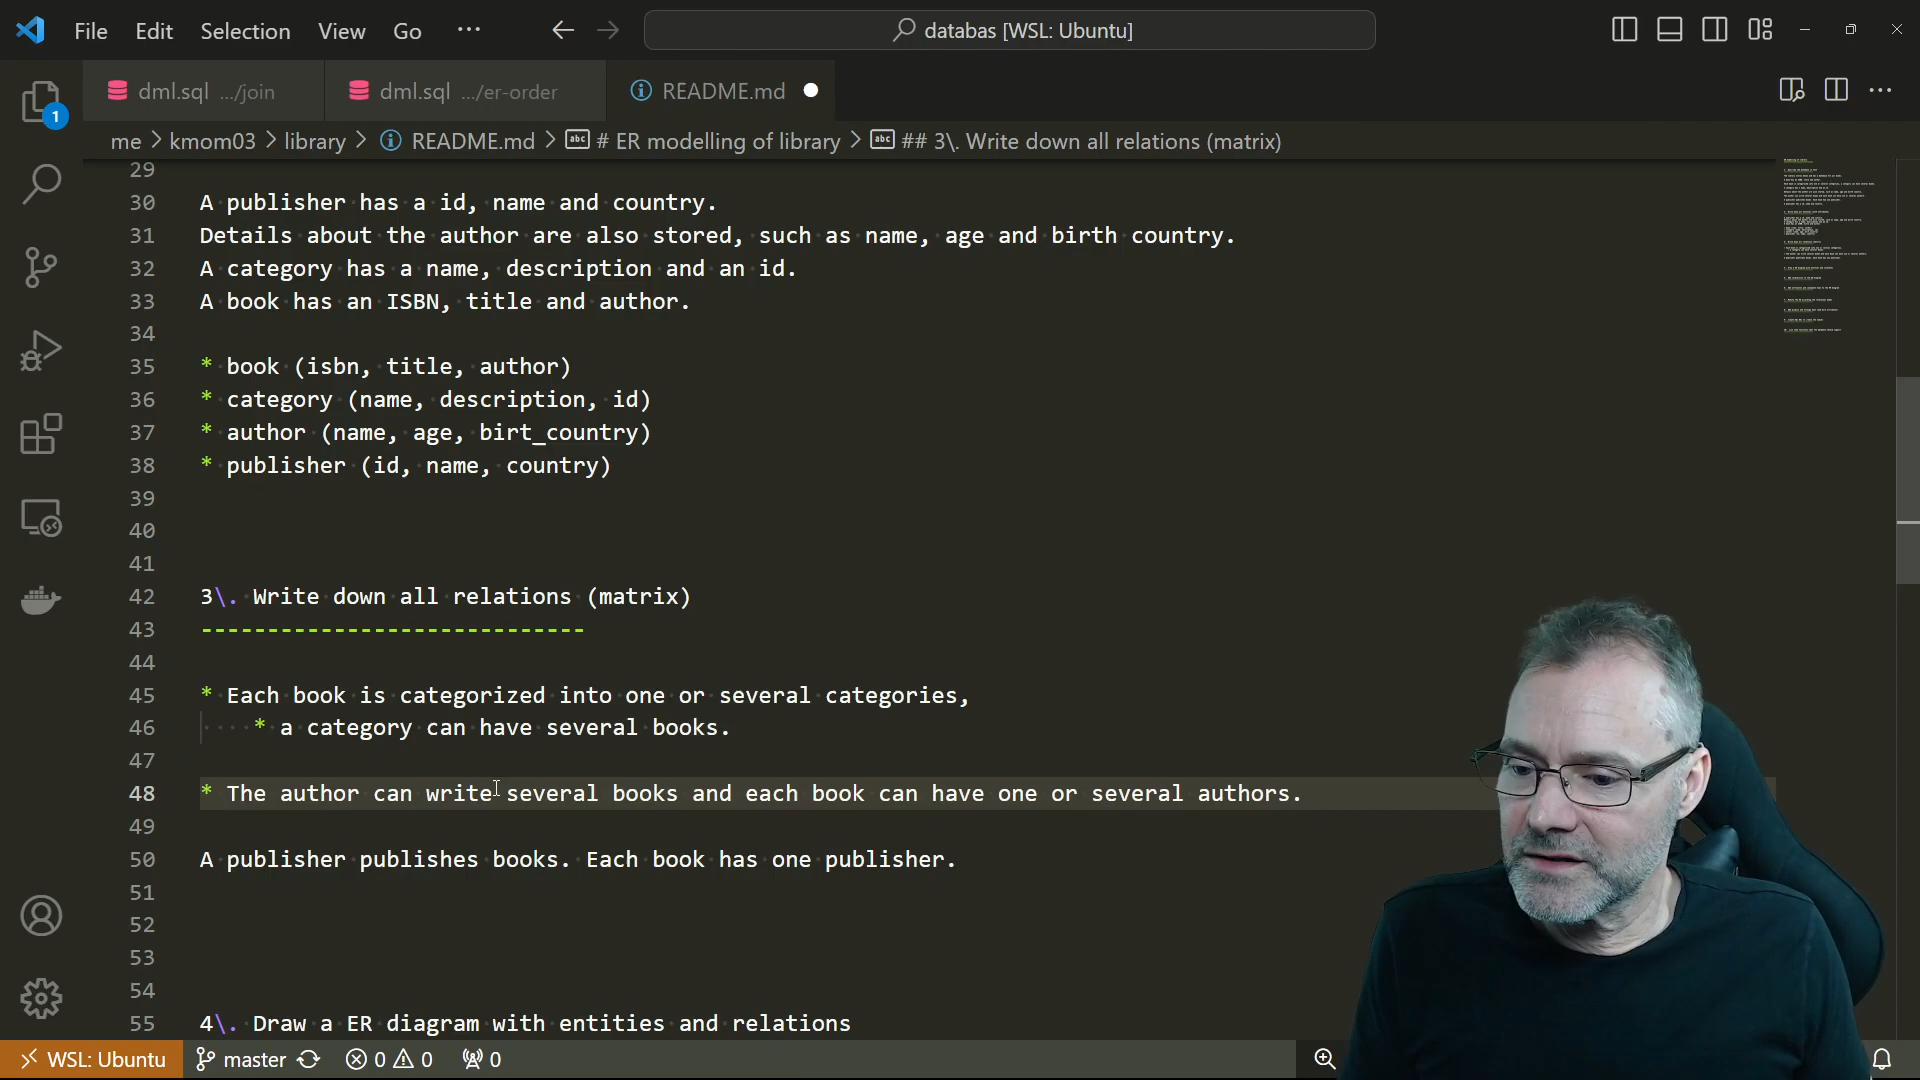 File Edit Selection View Go ··· databas [WSL: Ubuntu]
dml.sql .../join dml.sql .../er-order README.md
1
me > kmom03 > library > README.md > # ER modelling of library > ## 3\. Write down all relations (matrix)
29
30 A publisher has a id, name and country.
31 Details about the author are also stored, such as name, age and birth country.
32 A category has a name, description and an id.
33 A book has an ISBN, title and author.
34
35 * book (isbn, title, author)
36 * category (name, description, id)
37 * author (name, age, birt_country)
38 * publisher (id, name, country)
39
40
41
42 3\. Write down all relations (matrix)
43 -----------------------------
44
45 * Each book is categorized into one or several categories,
46 * a category can have several books.
47
48 * The author can write several books and each book can have one or several authors.
49
50 A publisher publishes books. Each book has one publisher.
51
52
53
54
55 4\. Draw a ER diagram with entities and relations
WSL: Ubuntu master 0 0 0